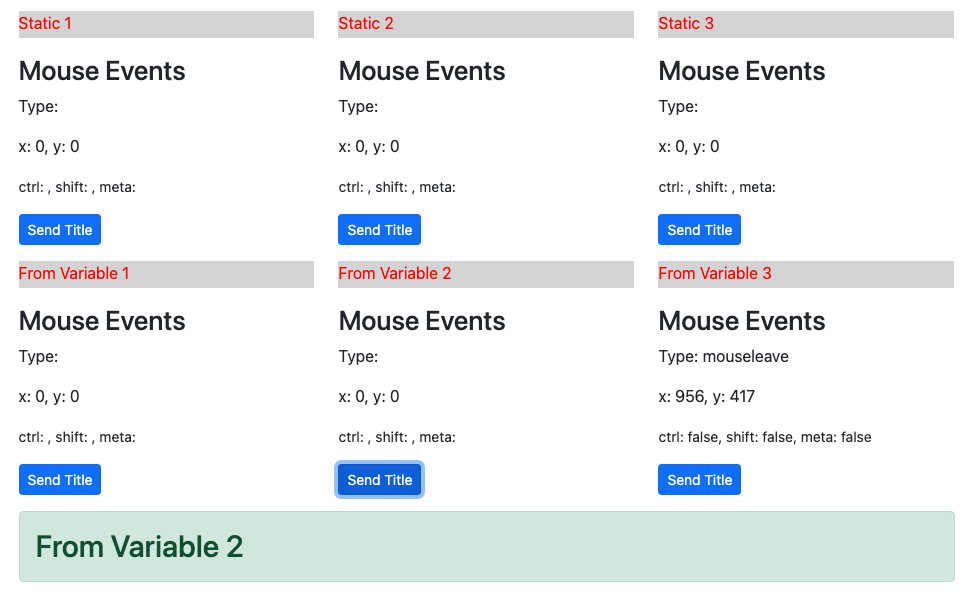 Static 1
Static 2
Static 3
Mouse Events
Mouse Events
Mouse Events
Type:
Type:
Type:
x: 0, y: 0
x: 0, y: 0
x: 0, y: 0
ctrl: , shift: , meta:
ctrl: , shift: , meta:
ctrl: , shift: , meta:
Send Title
Send Title
Send Title
From Variable 1
From Variable 2
From Variable 3
Mouse Events
Mouse Events
Mouse Events
Type:
Type:
Type: mouseleave
x: 0, y: 0
x: 0, y: 0
x: 956, y: 417
ctrl: , shift: , meta:
ctrl: , shift: , meta:
ctrl: false, shift: false, meta: false
Send Title
Send Title
Send Title
From Variable 2